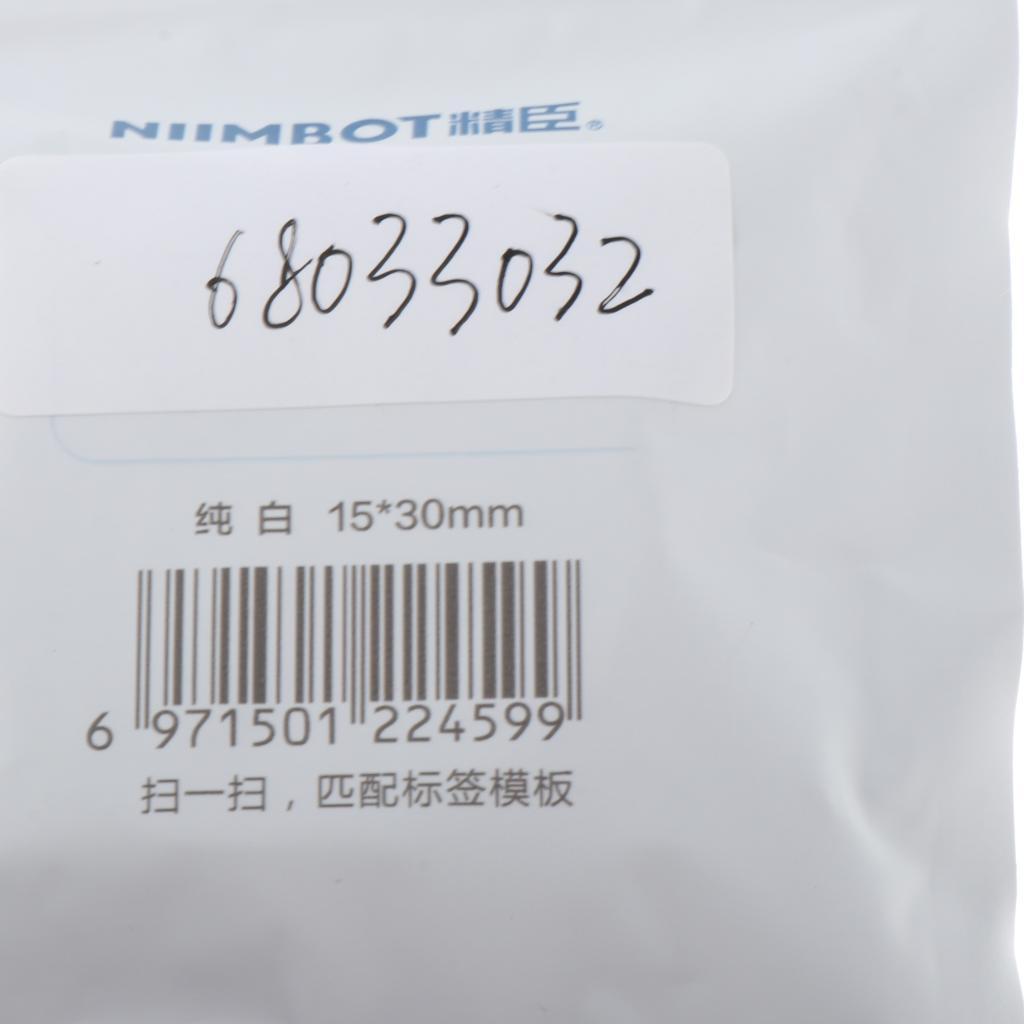 NIIMBOT精臣®
68033032
纯白 15*30mm
6 971501 224599
扫一扫，匹配标签模板